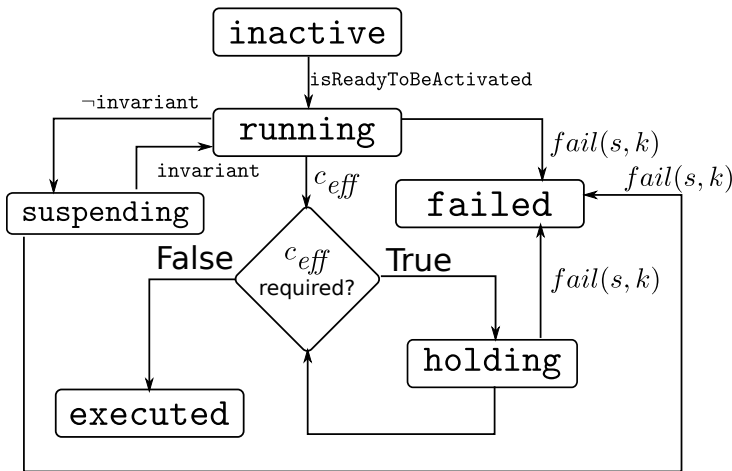 inactive
isReadyToBeActivated
¬invariant
running
fail(s, k)
invariant
c_eff
fail(s, k)
suspending
failed
False
c_eff
required?
True
fail(s, k)
holding
executed